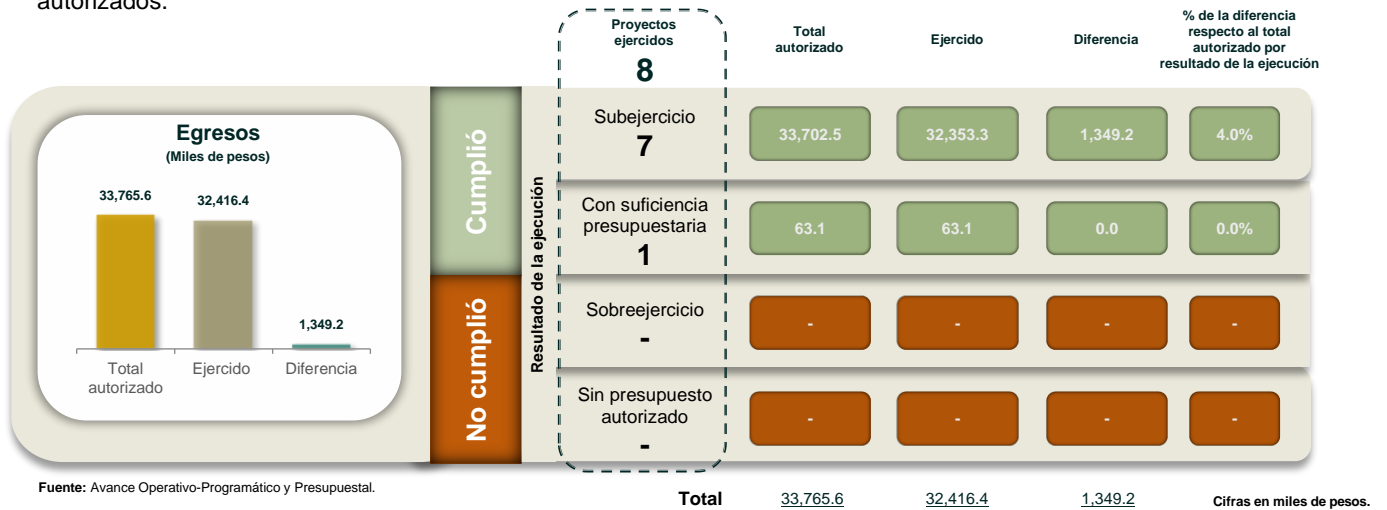 autorizados.
Proyectos
ejercidos
8
Total
autorizado
Ejercido
Diferencia
% de la diferencia
respecto al total
autorizado por
resultado de la ejecución
Egresos
(Miles de pesos)
33,765.6
32,416.4
1,349.2
Total
autorizado
Ejercido
Diferencia
Cumplió
No cumplió
Resultado de la ejecución
Subejercicio
7
33,702.5
32,353.3
1,349.2
4.0%
Con suficiencia
presupuestaria
1
63.1
63.1
0.0
0.0%
Sobreejercicio
-
-
-
-
-
Sin presupuesto
autorizado
-
-
-
-
-
Fuente: Avance Operativo-Programático y Presupuestal.
Total
33,765.6
32,416.4
1,349.2
Cifras en miles de pesos.